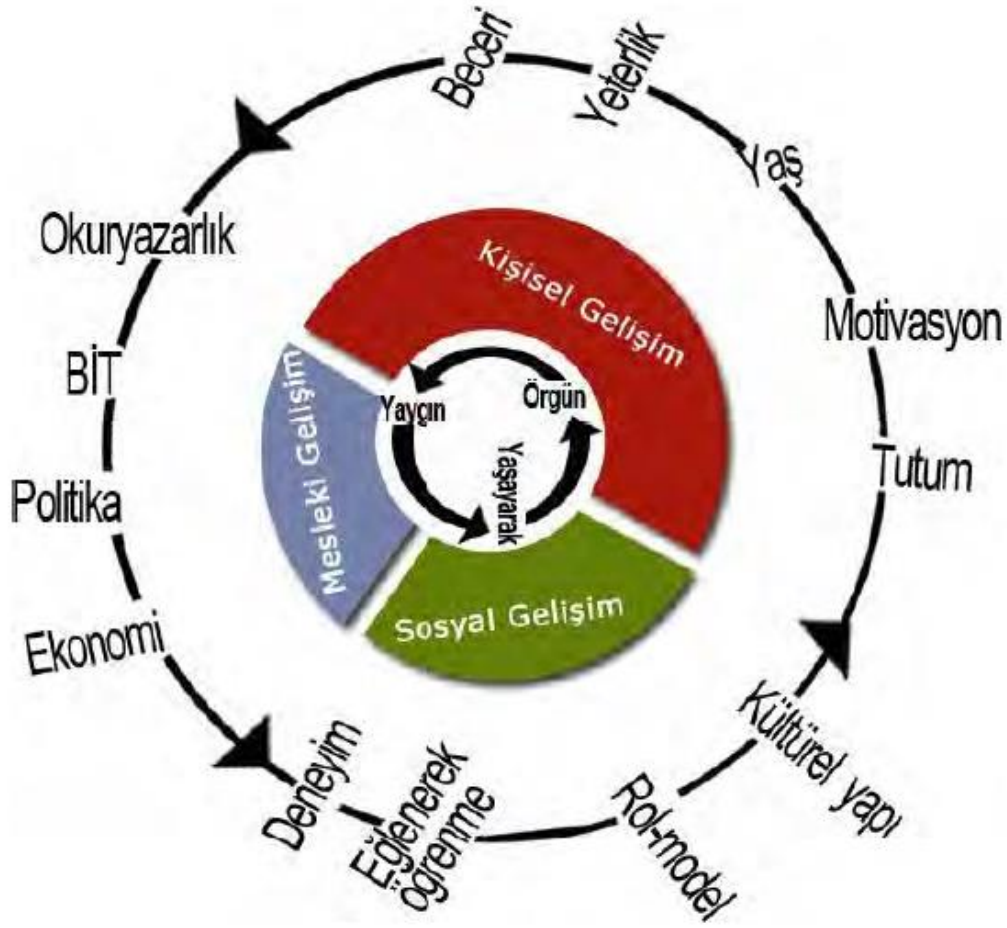 Beceri
Yeterlik
Yaş
Motivasyon
Tutum
Kültürel yapı
Rol-model
Eğlenerek
öğrenme
Deneyim
Ekonomi
Politika
BİT
Okuryazarlık
Kişisel Gelişim
Sosyal Gelişim
Mesleki Gelişim
Örgün
Yayçın
Yaşayarak